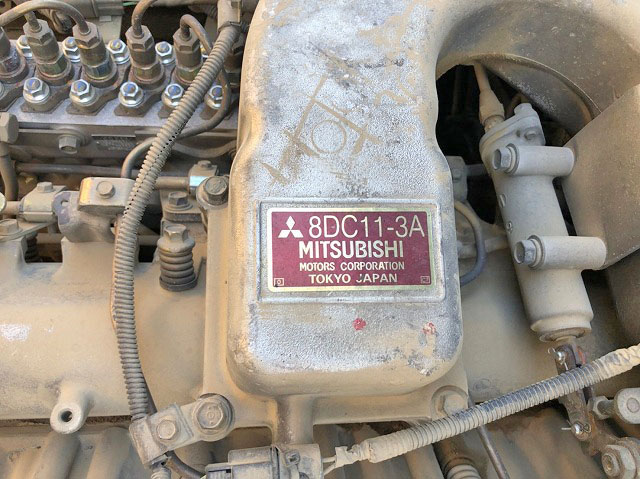 8DC11-3A
MITSUBISHI
MOTORS CORPORATION
TOKYO JAPAN